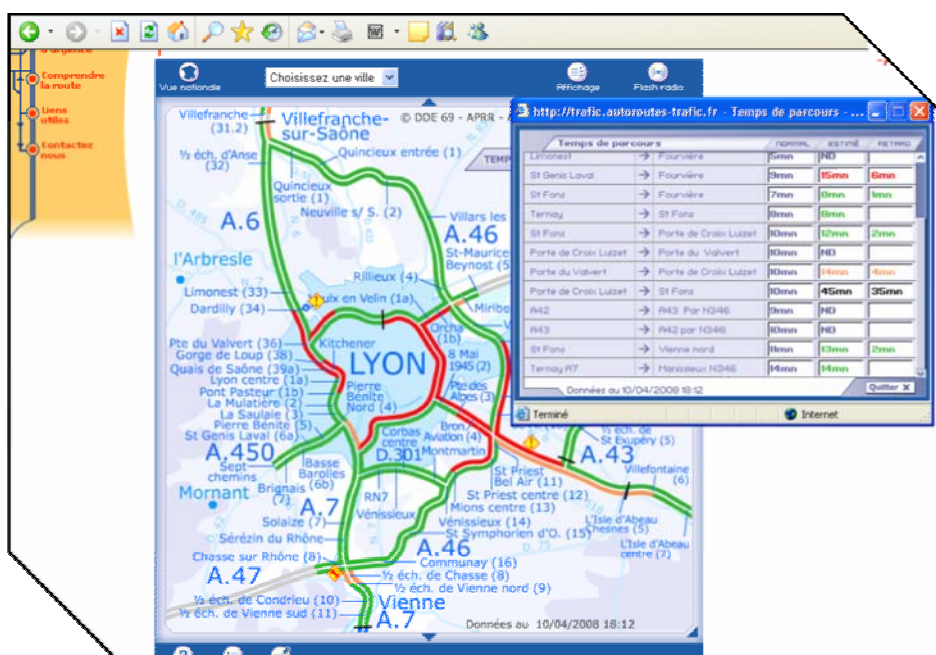 d'urgence
Comprendre
la route
Liens
utiles
Contactez
nous
Vue nationale
Choisissez une ville
Affichage
Flash radio
© DDE 69 - APRR -
Villefranche
(31.2)
Villefranche-
sur-Saône
½ éch. d'Anse
(32)
Quincieux entrée (1)
Quincieux
sortie (1)
Neuville s/ S. (2)
TEMP
A.6
Villars les
A.46
St-Maurice
Beynost (5
l'Arbresle
Rillieux (4)
Limonest (33)
Dardilly (34)
ulx en Velin (1a)
Miribe
Orcha
(1b)
Pte du Valvert (36)
Gorge de Loup (38)
Quais de Saône (39a)
Lyon centre (1a)
Pont Pasteur (1b)
La Mulatière (2)
La Saulaie (3)
Pierre Bénite (5)
St Genis Laval (6a)
Kitchener
LYON
8 Mai
1945 (2)
Pte des
Alpes (3)
Pierre
Bénite
Nord (4)
Bron
Aviation (4)
Corbas
centre
D.301
Montmartin
A.450
Sept
chemins
Basse
Barolles
(6b)
Brignais
(7)
Mornant
A.7
Solaize (7)
Sérézin du Rhône
RN7
Vénissieux
½ éch. de
St Exupéry (5)
A.43
Villefontaine
(6)
St Priest
Bel Air (11)
St Priest centre (12)
Mions centre (13)
Vénissieux (14)
St Symphorien d'O. (15)
L'Isle d'Abeau
Chesnes (5)
L'Isle d'Abeau
centre (7)
Chasse sur Rhône (8)
A.46
Communay (16)
A.47
½ éch. de Chasse (8)
½ éch. de Vienne nord (9)
½ éch. de Condrieu (10)
½ éch. de Vienne sud (11)
Vienne
A.7
Données au 10/04/2008 18:12
http://trafic.autoroutes-trafic.fr - Temps de parcours - ...
Temps de parcours NORMAL ESTIMÉ RETARD
Limonest → Fourvière 5mn ND
St Genis Laval → Fourvière 9mn 15mn 6mn
St Fons → Fourvière 7mn 8mn 1mn
Ternay → St Fons 8mn 8mn
St Fons → Porte de Croix Luizet 10mn 12mn 2mn
Porte de Croix Luizet → Porte du Valvert 10mn ND
Porte du Valvert → Porte de Croix Luizet 10mn 14mn 4mn
Porte de Croix Luizet → St Fons 10mn 45mn 35mn
A42 → A43 Par N346 9mn ND
A43 → A42 par N346 10mn ND
St Fons → Vienne nord 11mn 13mn 2mn
Ternay A7 → Manissieux N346 14mn 14mn
Données au 10/04/2008 18:12
Quitter X
Terminé
Internet